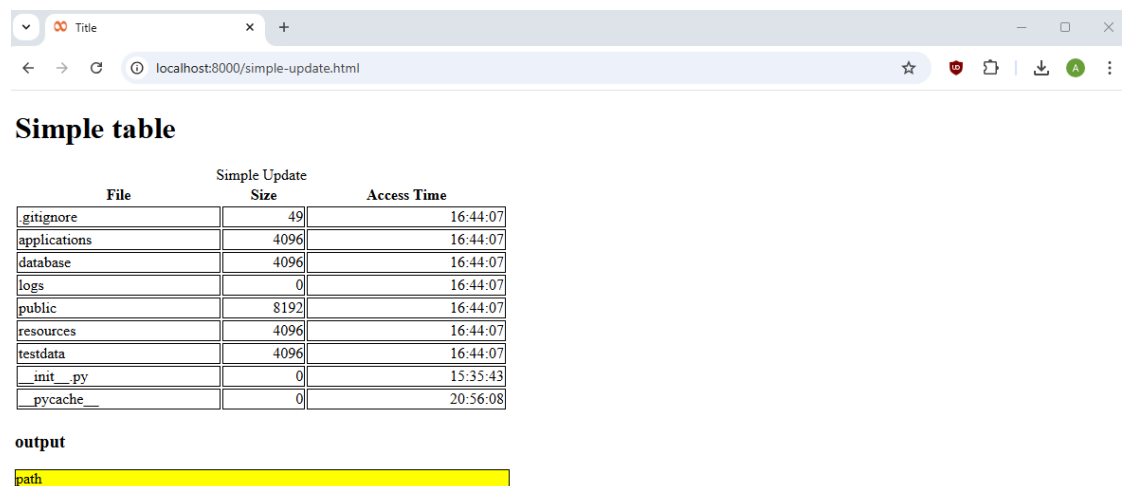 Title
localhost:8000/simple-update.html
A
Simple table
Simple Update
File Size Access Time
.gitignore 49 16:44:07
applications 4096 16:44:07
database 4096 16:44:07
logs 0 16:44:07
public 8192 16:44:07
resources 4096 16:44:07
testdata 4096 16:44:07
__init__.py 0 15:35:43
__pycache__ 0 20:56:08
output
path